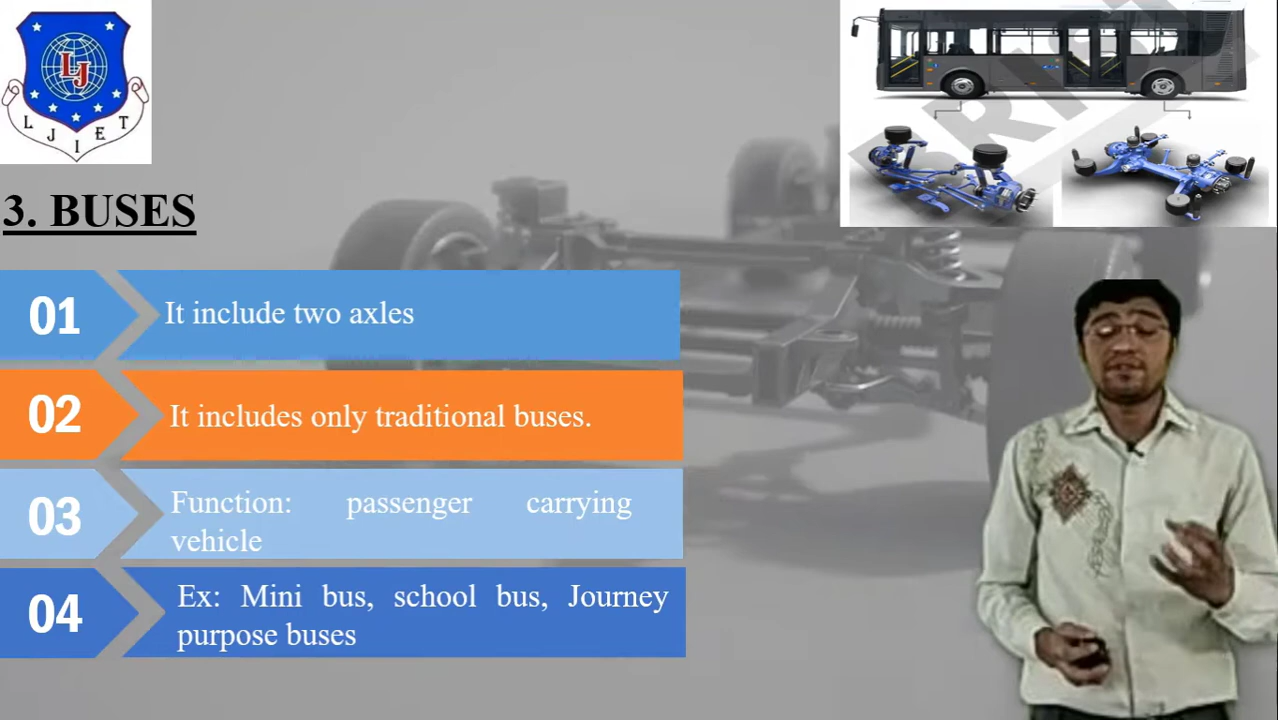 LJ
L J I E T
3. BUSES
01
It include two axles
02
It includes only traditional buses.
03
Function: passenger carrying
vehicle
04
Ex: Mini bus, school bus, Journey
purpose buses